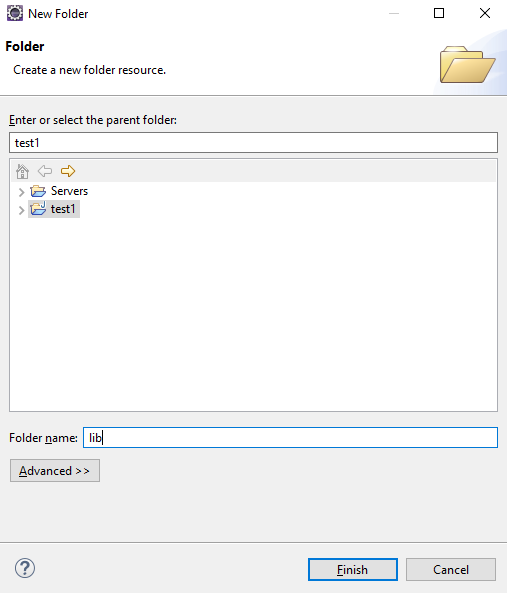 New Folder
Folder
Create a new folder resource.
Enter or select the parent folder:
test1
Servers
test1
Folder name: lib
Advanced >>
? Finish Cancel